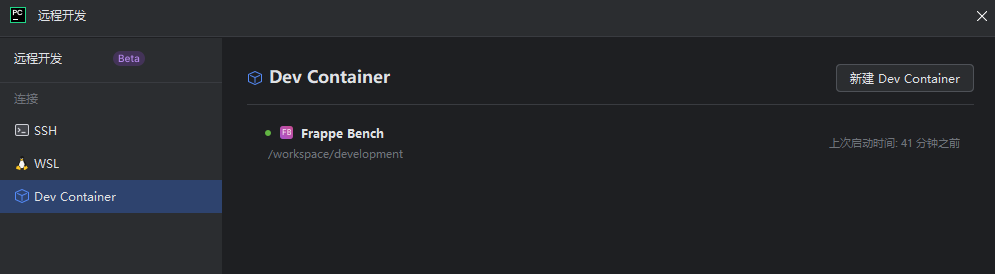 PC 远程开发
远程开发 Beta
连接
SSH
WSL
Dev Container
Dev Container
新建 Dev Container
FB Frappe Bench
/workspace/development
上次启动时间: 41 分钟之前